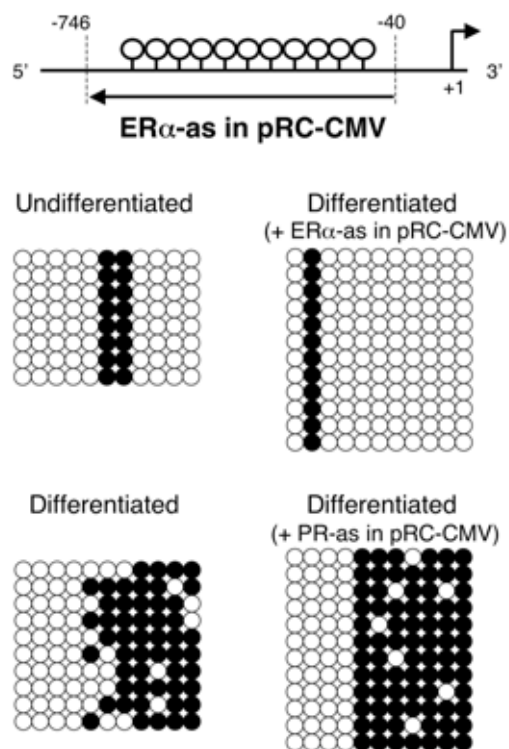 -746
-40
5'
+1
3'
ERα-as in pRC-CMV
Undifferentiated
Differentiated
(+ ERα-as in pRC-CMV)
Differentiated
Differentiated
(+ PR-as in pRC-CMV)